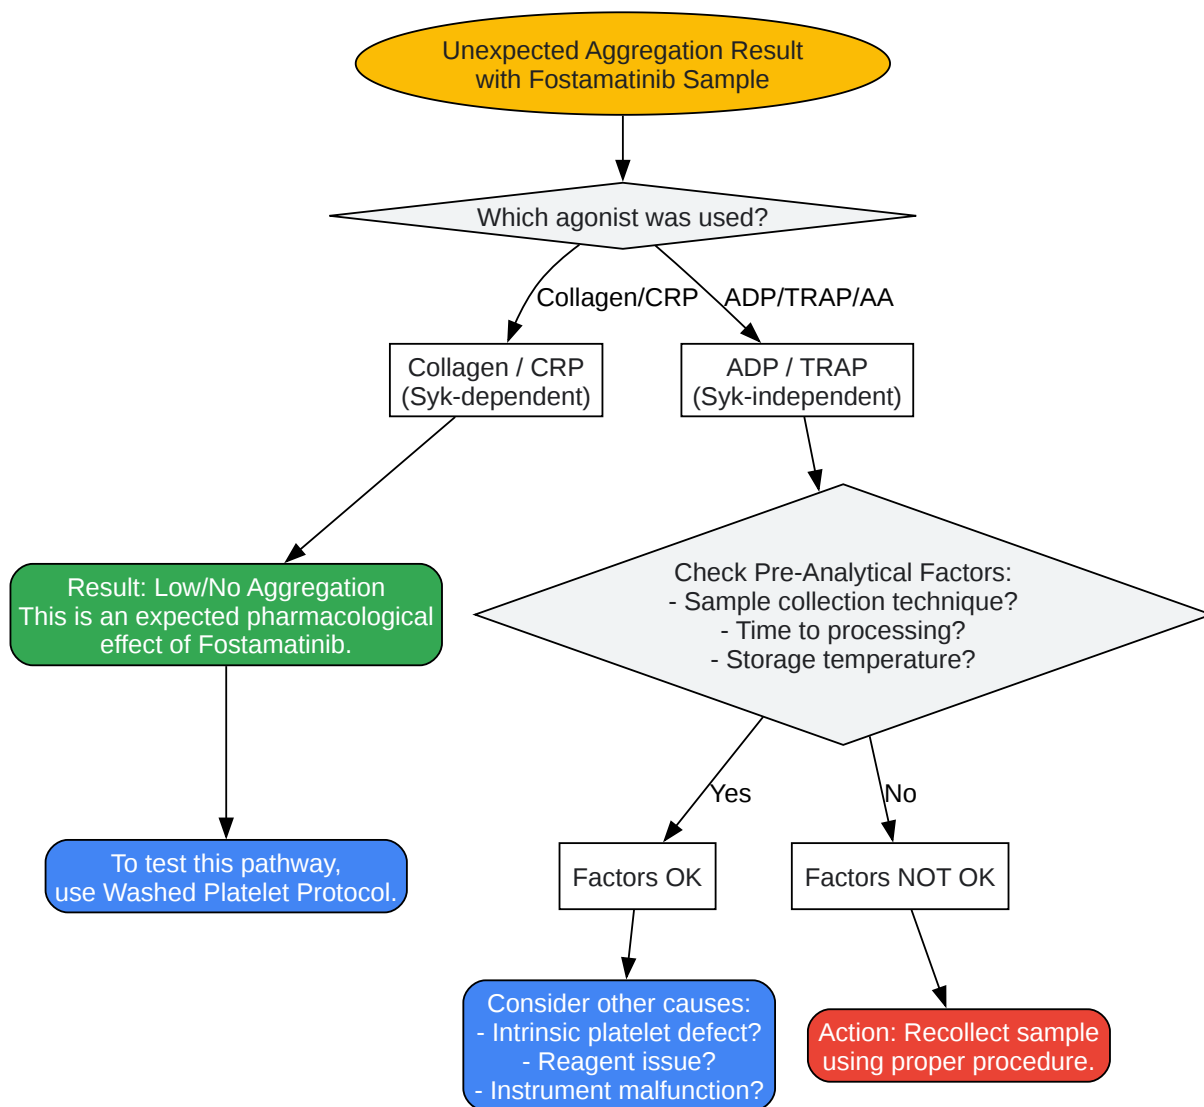 Unexpected Aggregation Result
with Fostamatinib Sample
Which agonist was used?
Collagen/CRP
ADP/TRAP/AA
Collagen / CRP
(Syk-dependent)
ADP / TRAP
(Syk-independent)
Result: Low/No Aggregation
This is an expected pharmacological
effect of Fostamatinib.
Check Pre-Analytical Factors:
- Sample collection technique?
- Time to processing?
- Storage temperature?
Yes
No
To test this pathway,
use Washed Platelet Protocol.
Factors OK
Factors NOT OK
Consider other causes:
- Intrinsic platelet defect?
- Reagent issue?
- Instrument malfunction?
Action: Recollect sample
using proper procedure.